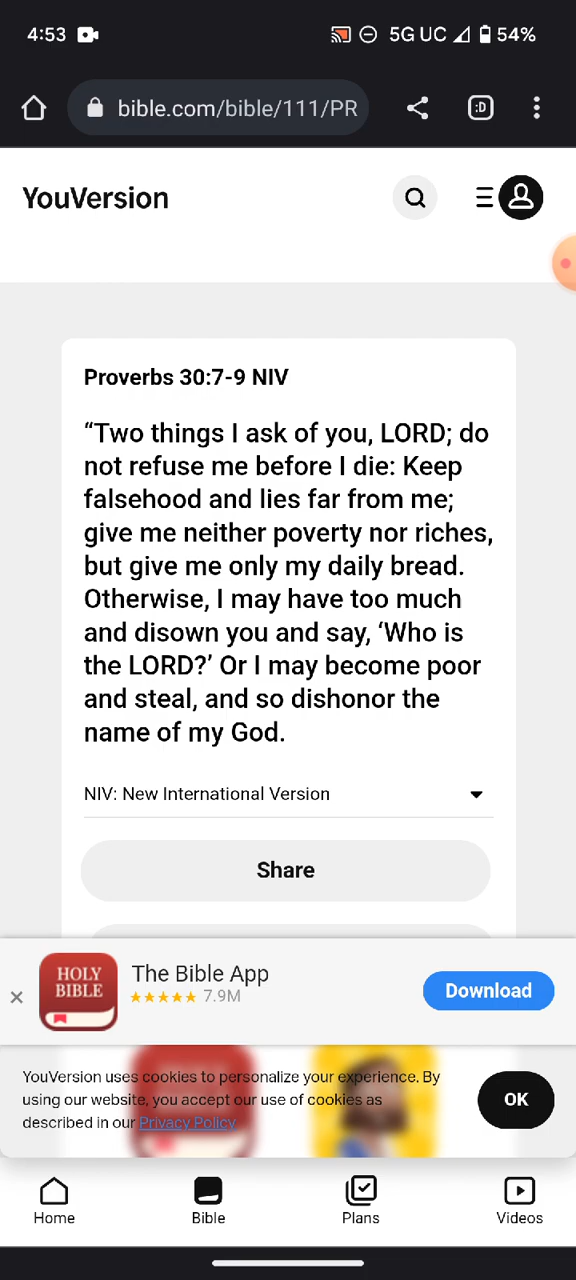 4:53 5G UC 54%
bible.com/bible/111/PR :D
YouVersion
Proverbs 30:7-9 NIV
“Two things I ask of you, LORD; do
not refuse me before I die: Keep
falsehood and lies far from me;
give me neither poverty nor riches,
but give me only my daily bread.
Otherwise, I may have too much
and disown you and say, ‘Who is
the LORD?’ Or I may become poor
and steal, and so dishonor the
name of my God.
NIV: New International Version
Share
HOLY
BIBLE
The Bible App
7.9M
Download
YouVersion uses cookies to personalize your experience. By
using our website, you accept our use of cookies as
described in our Privacy Policy
OK
Home Bible Plans Videos